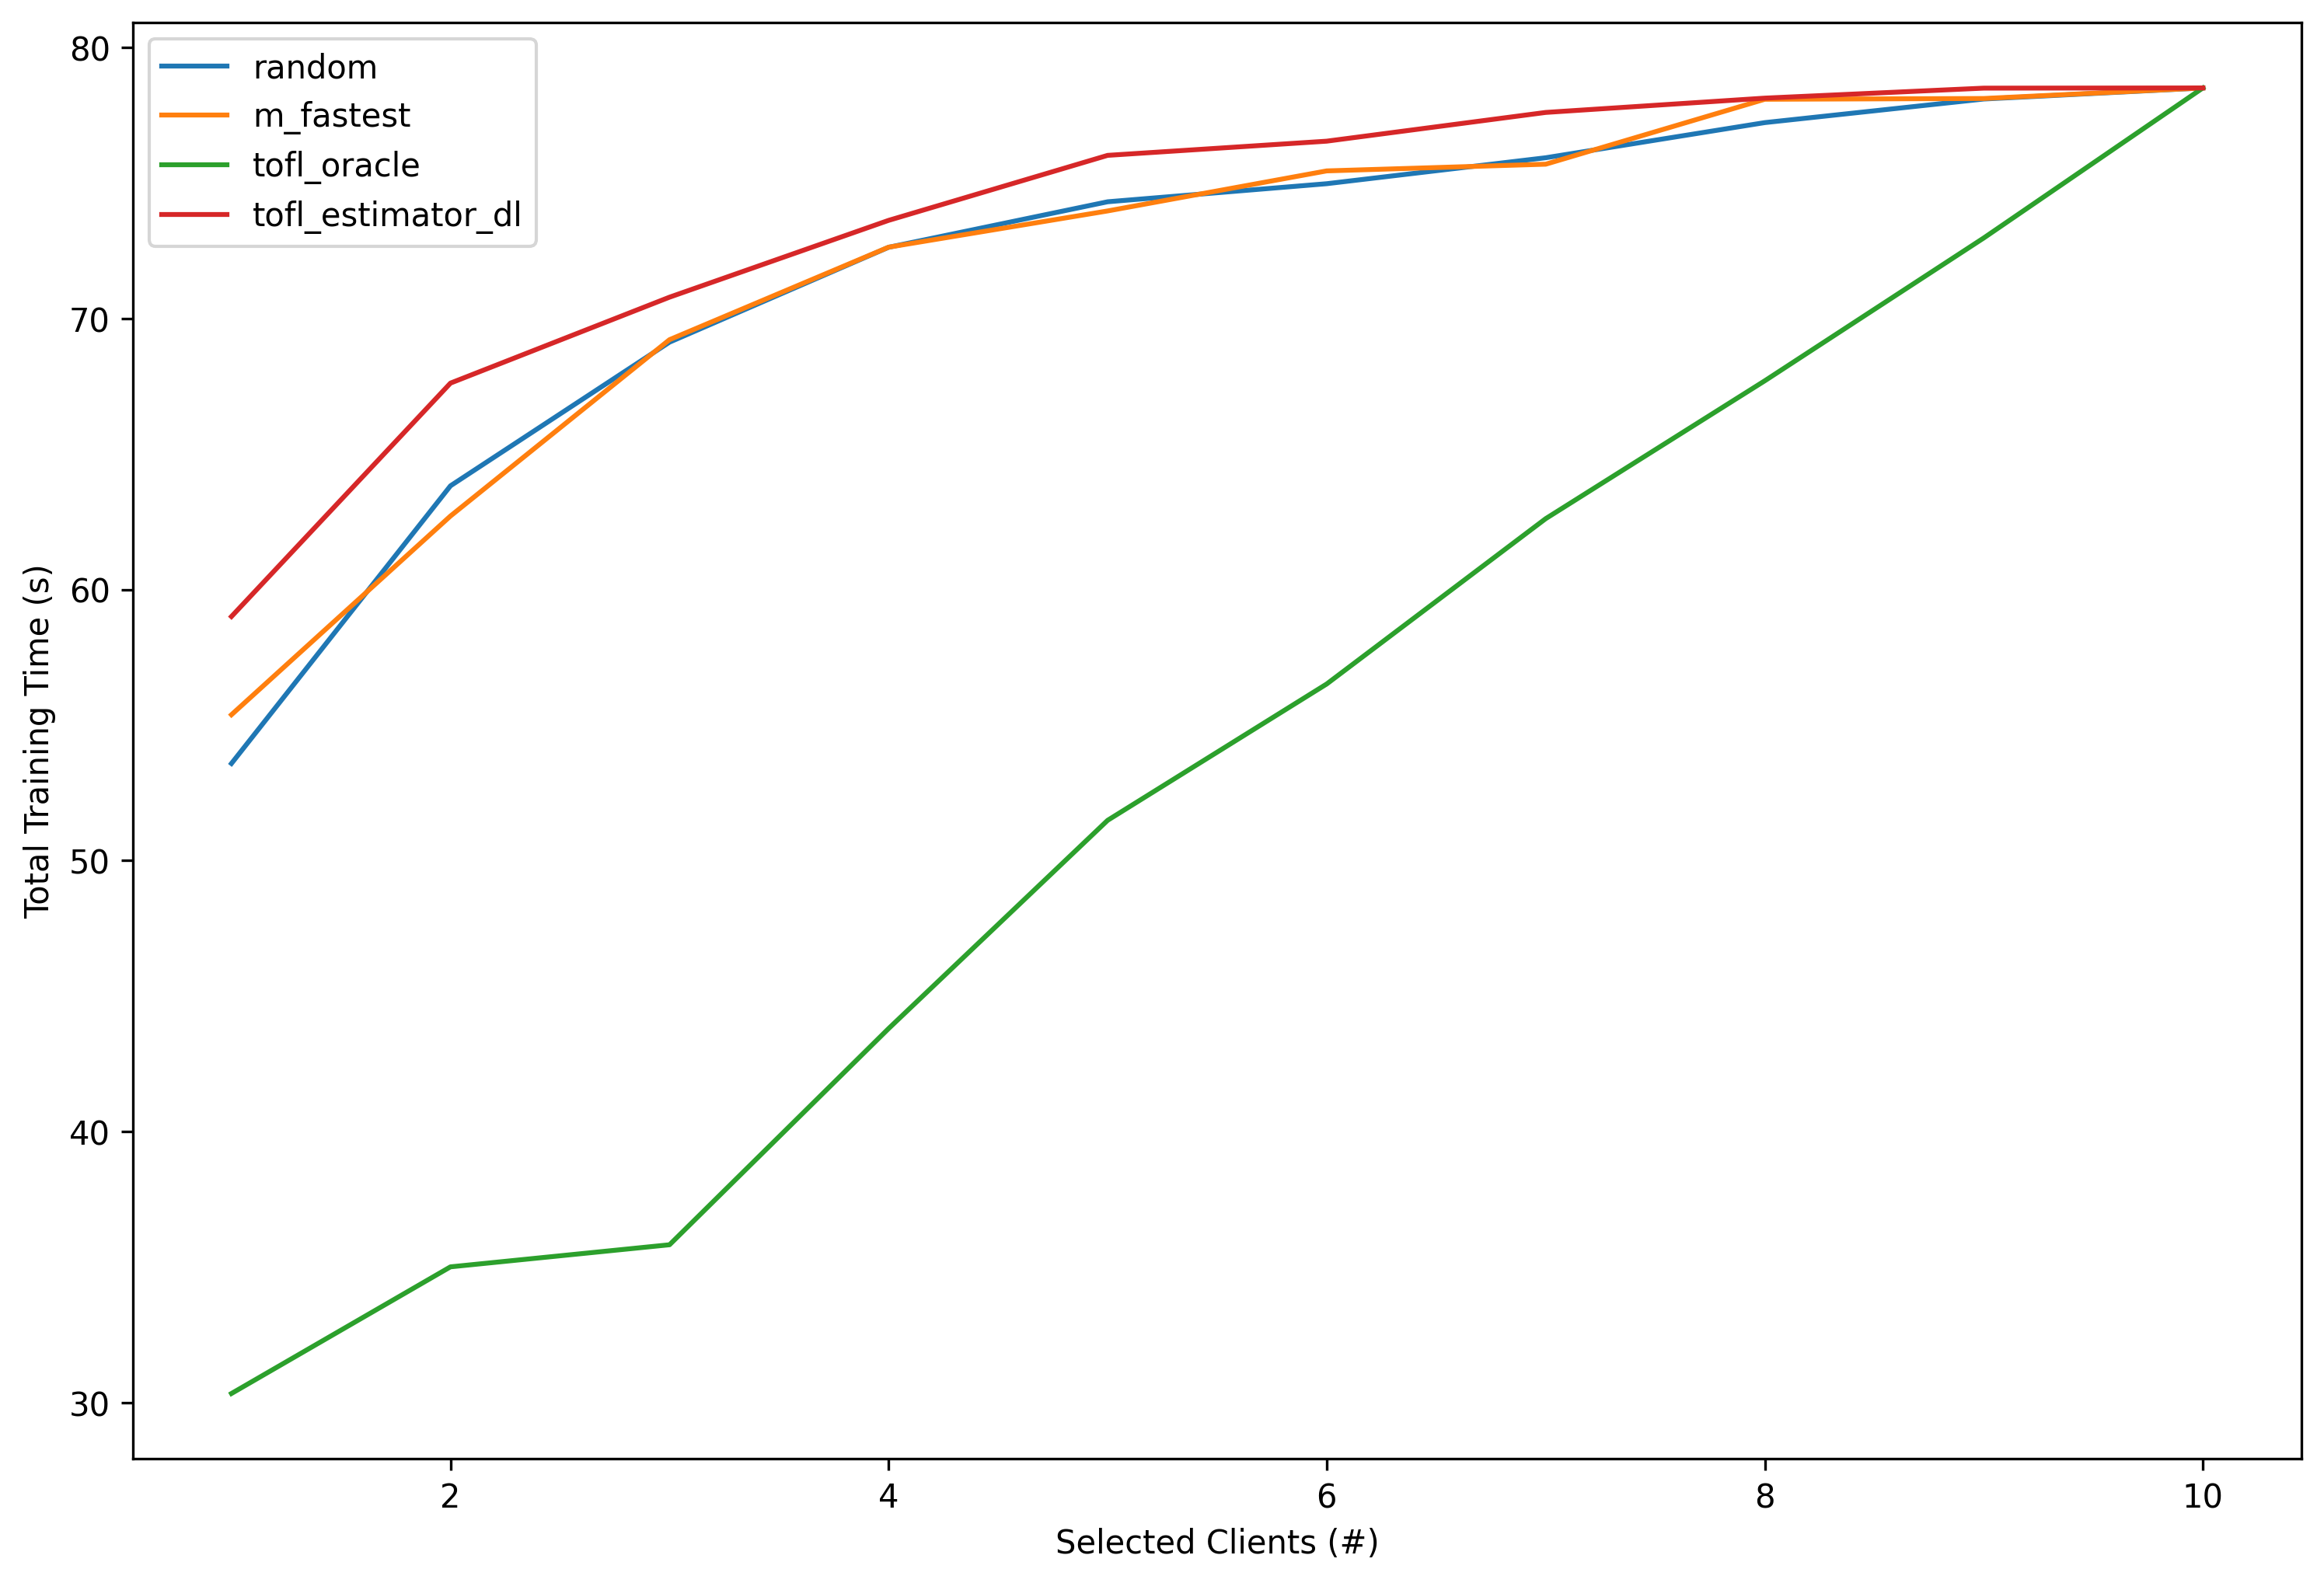 random
m_fastest
tofl_oracle
tofl_estimator_dl
Total Training Time (s)
80
70
60
50
40
30
2 4 6 8 10
Selected Clients (#)